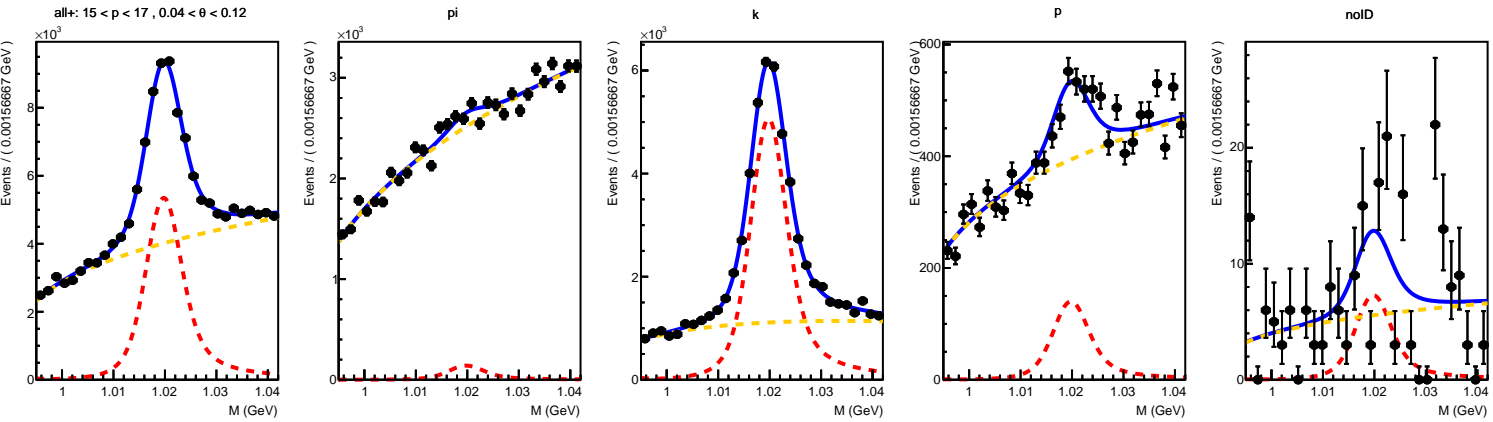 all+: 15 < p < 17 , 0.04 < θ < 0.12
×10³
Events / ( 0.00156667 GeV )
8
6
4
2
0
1 1.01 1.02 1.03 1.04
M (GeV)
pi
×10³
Events / ( 0.00156667 GeV )
3
2
1
0
1 1.01 1.02 1.03 1.04
M (GeV)
k
×10³
Events / ( 0.00156667 GeV )
6
4
2
0
1 1.01 1.02 1.03 1.04
M (GeV)
p
Events / ( 0.00156667 GeV )
600
400
200
0
1 1.01 1.02 1.03 1.04
M (GeV)
noID
Events / ( 0.00156667 GeV )
20
10
0
1 1.01 1.02 1.03 1.04
M (GeV)